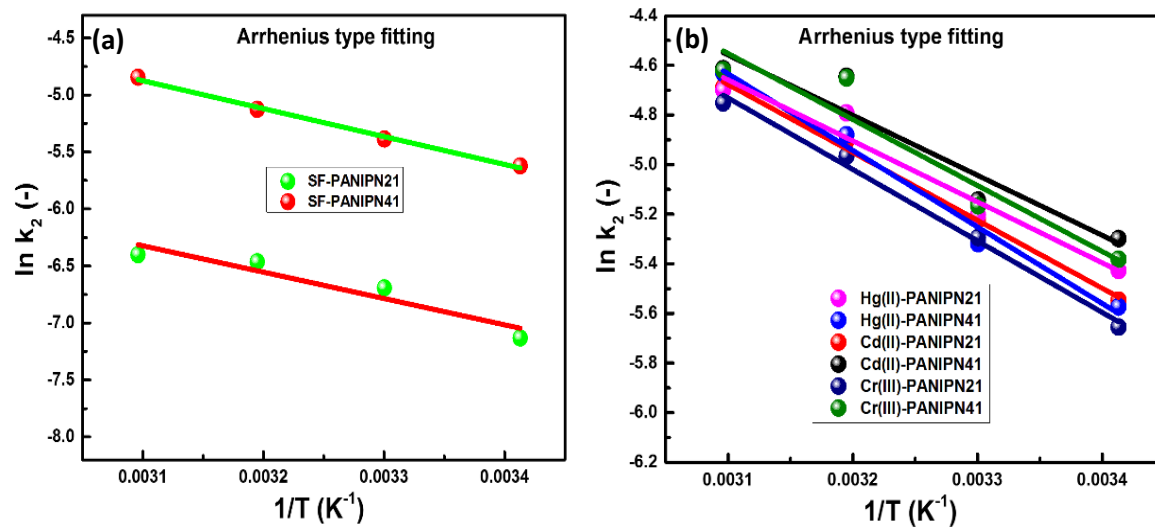 (a)
Arrhenius type fitting
-4.5
-5.0
-5.5
-6.0
-6.5
-7.0
-7.5
-8.0
ln k2 (-)
SF-PANIPN21
SF-PANIPN41
0.0031
0.0032
0.0033
0.0034
1/T (K-1)
(b)
Arrhenius type fitting
-4.4
-4.6
-4.8
-5.0
-5.2
-5.4
-5.6
-5.8
-6.0
-6.2
ln k2 (-)
Hg(II)-PANIPN21
Hg(II)-PANIPN41
Cd(II)-PANIPN21
Cd(II)-PANIPN41
Cr(III)-PANIPN21
Cr(III)-PANIPN41
0.0031
0.0032
0.0033
0.0034
1/T (K-1)